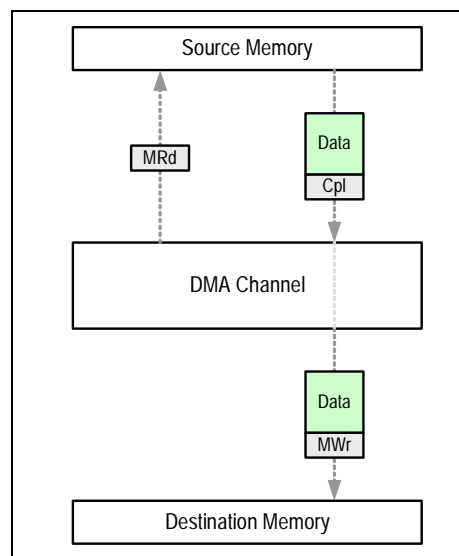 Source Memory
MRd
Data
Cpl
DMA Channel
Data
MWr
Destination Memory